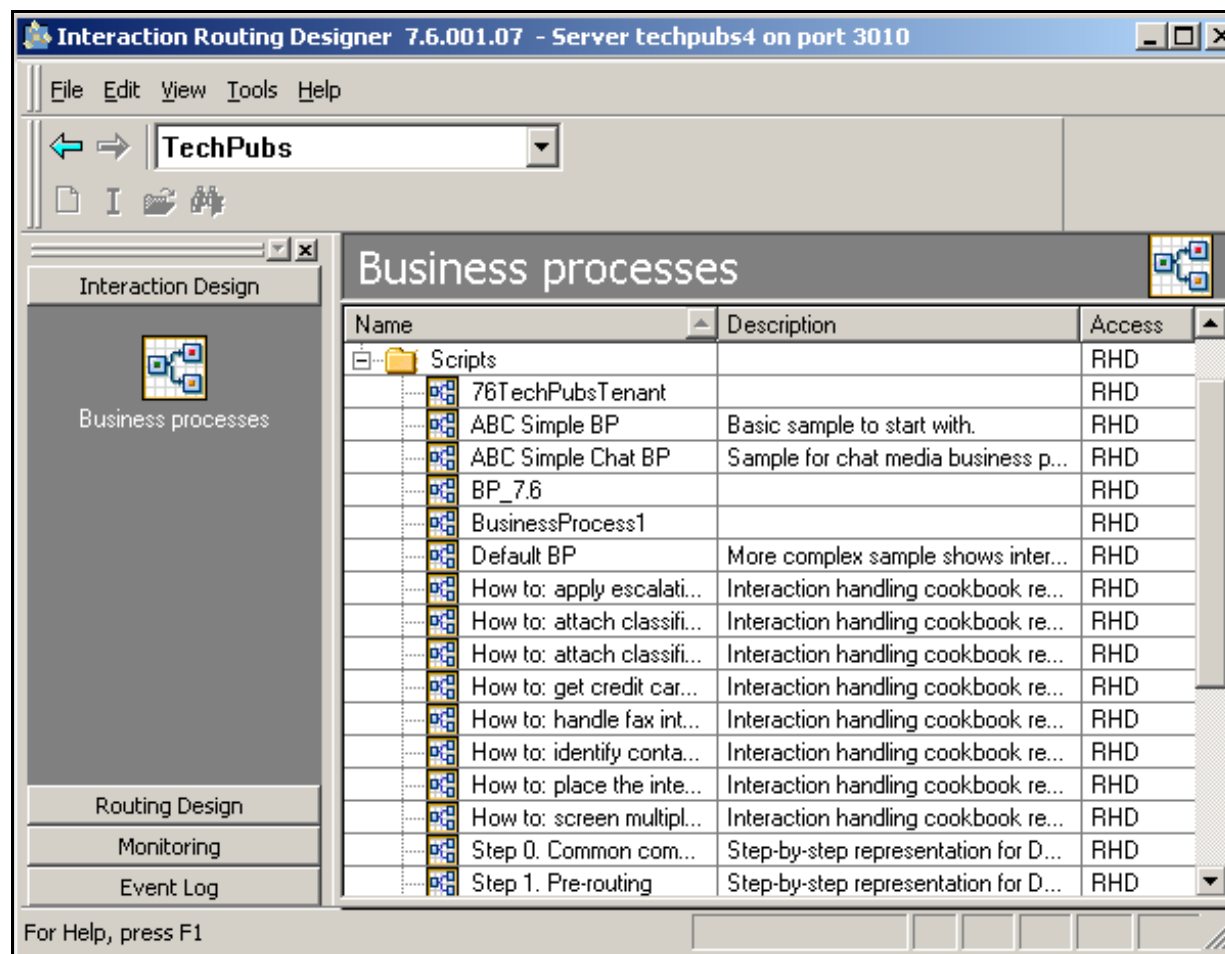 Interaction Routing Designer 7.6.001.07 - Server techpubs4 on port 3010
File Edit View Tools Help
TechPubs
Interaction Design
Business processes
Routing Design
Monitoring
Event Log
Business processes
Name Description Access
Scripts RHD
76TechPubsTenant RHD
ABC Simple BP Basic sample to start with. RHD
ABC Simple Chat BP Sample for chat media business p... RHD
BP_7.6 RHD
BusinessProcess1 RHD
Default BP More complex sample shows inter... RHD
How to: apply escalati... Interaction handling cookbook re... RHD
How to: attach classifi... Interaction handling cookbook re... RHD
How to: attach classifi... Interaction handling cookbook re... RHD
How to: get credit car... Interaction handling cookbook re... RHD
How to: handle fax int... Interaction handling cookbook re... RHD
How to: identify conta... Interaction handling cookbook re... RHD
How to: place the inte... Interaction handling cookbook re... RHD
How to: screen multipl... Interaction handling cookbook re... RHD
Step 0. Common com... Step-by-step representation for D... RHD
Step 1. Pre-routing Step-by-step representation for D... RHD
For Help, press F1